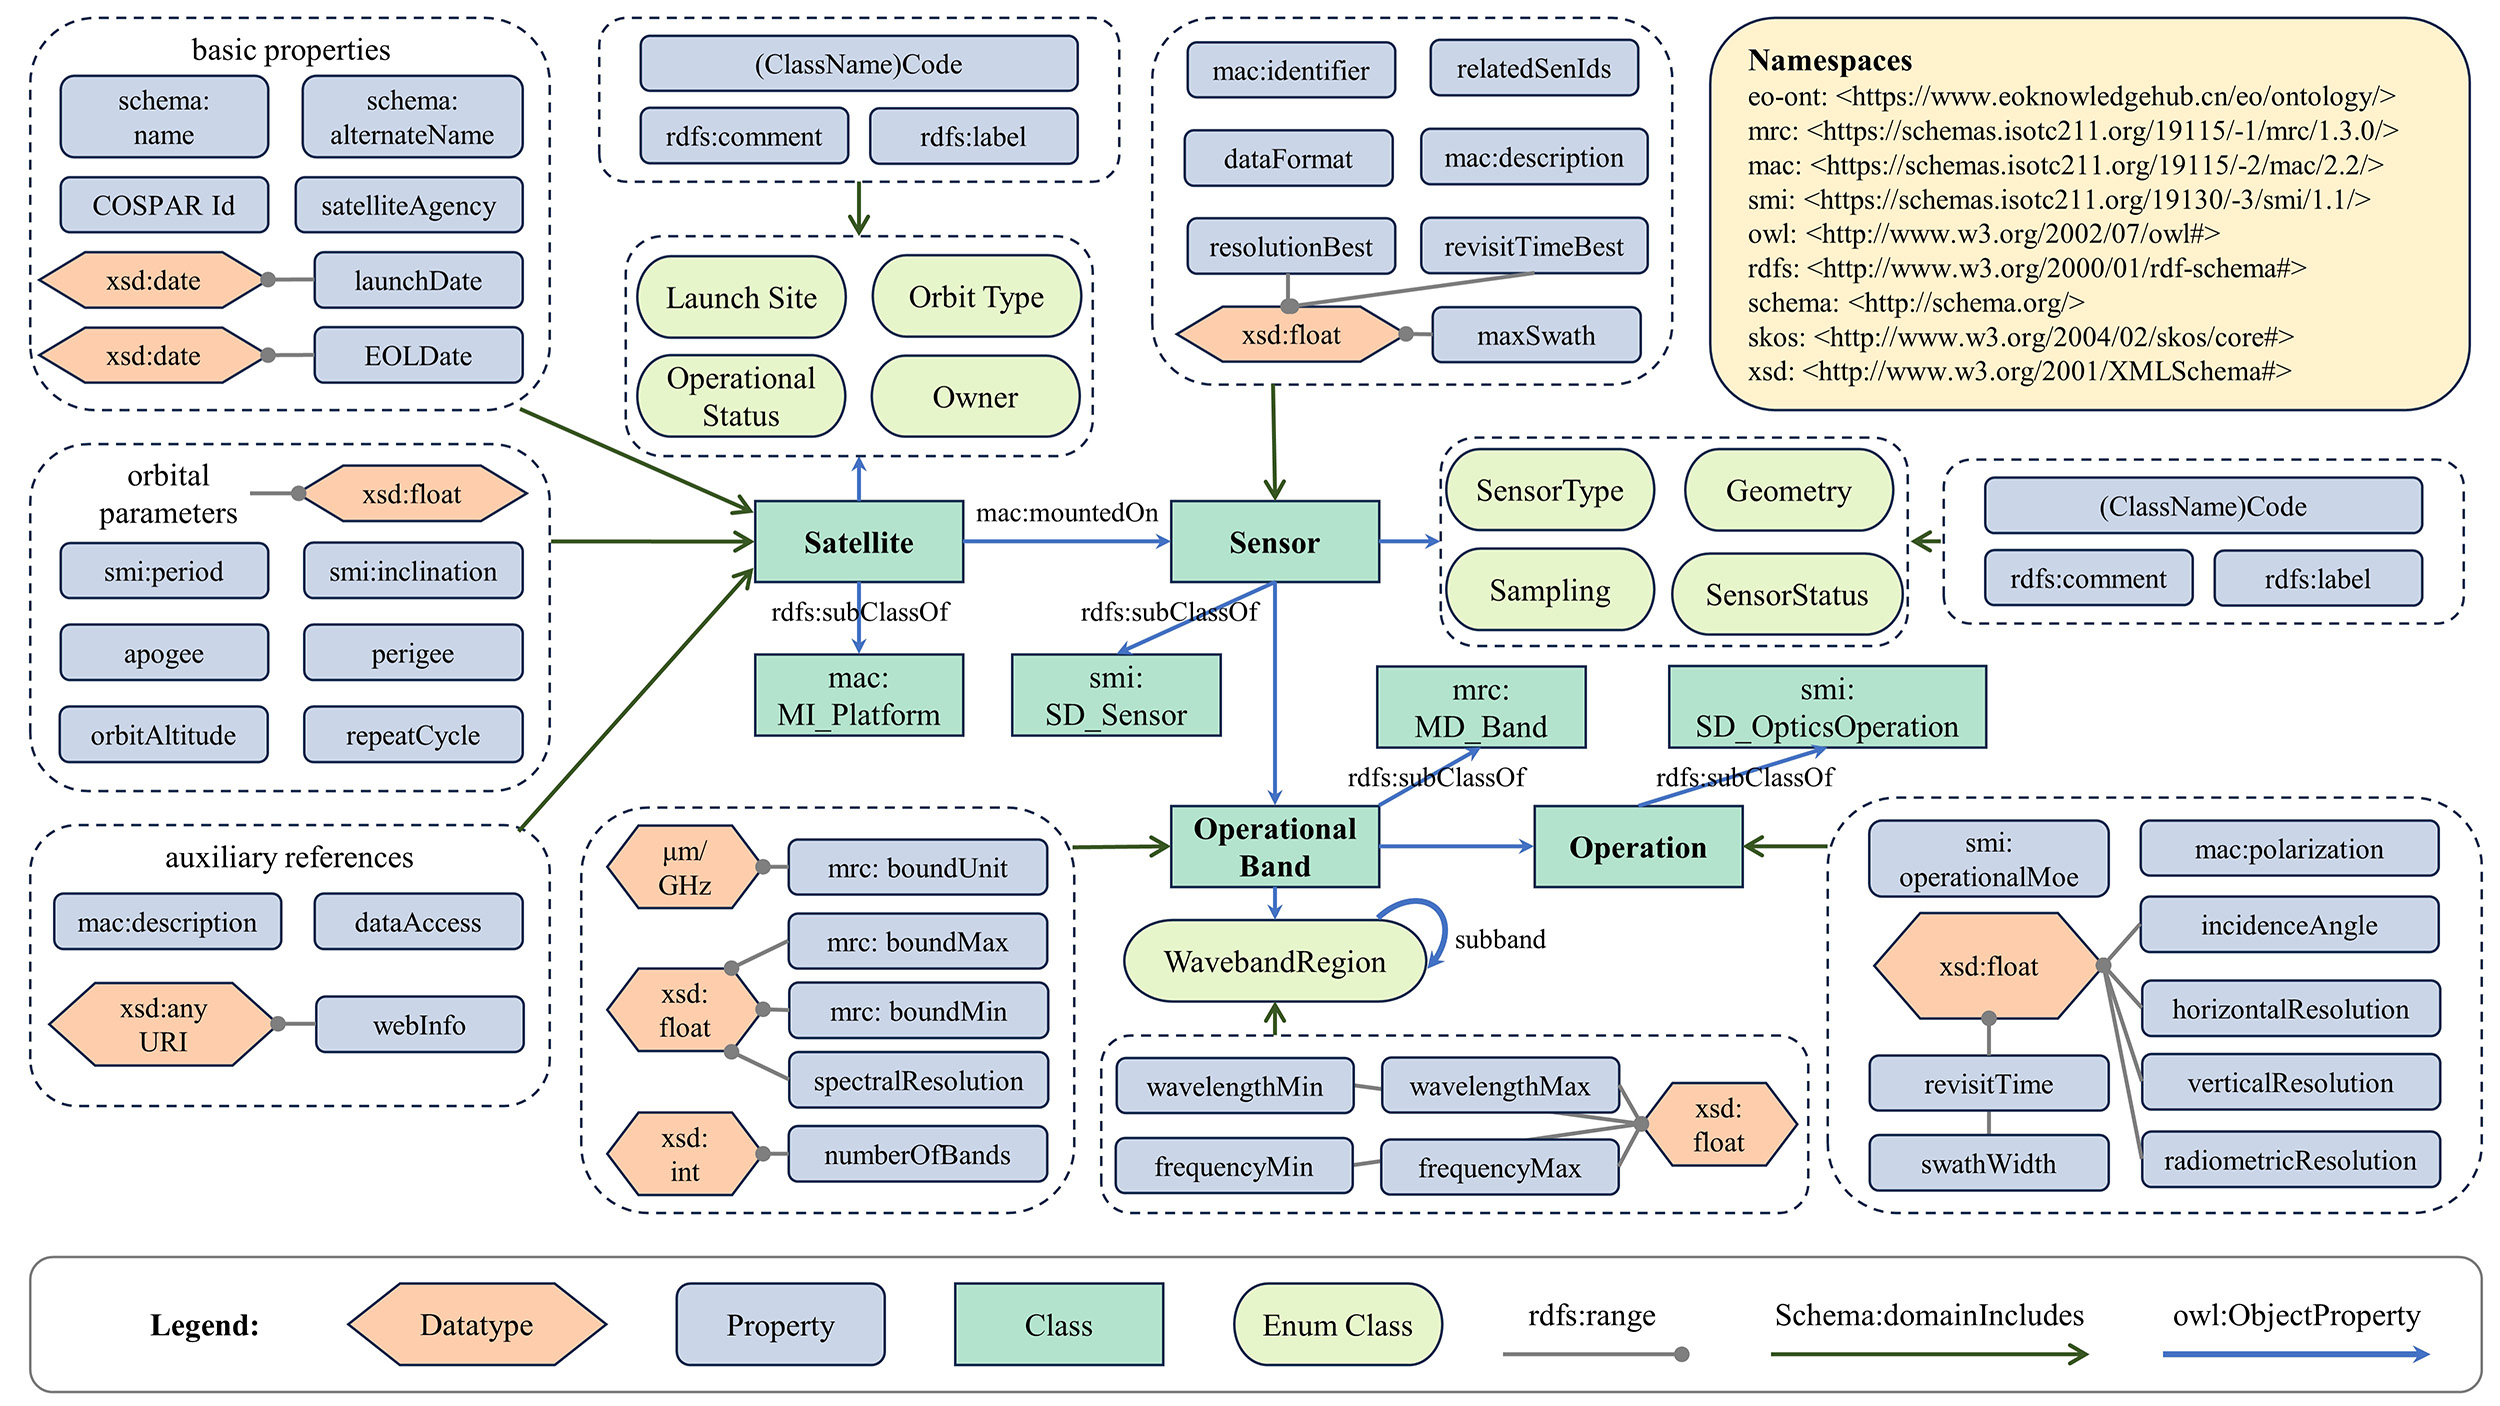 basic properties
schema:
name
schema:
alternateName
COSPAR Id
satelliteAgency
xsd:date
launchDate
xsd:date
EOLDate
(ClassName)Code
rdfs:comment
rdfs:label
Launch Site
Orbit Type
Operational
Status
Owner
mac:identifier
relatedSenIds
dataFormat
mac:description
resolutionBest
revisitTimeBest
xsd:float
maxSwath
Namespaces
eo-ont: <https://www.eoknowledgehub.cn/eo/ontology/>
mrc: <https://schemas.isotc211.org/19115/-1/mrc/1.3.0/>
mac: <https://schemas.isotc211.org/19115/-2/mac/2.2/>
smi: <https://schemas.isotc211.org/19130/-3/smi/1.1/>
owl: <http://www.w3.org/2002/07/owl#>
rdfs: <http://www.w3.org/2000/01/rdf-schema#>
schema: <http://schema.org/>
skos: <http://www.w3.org/2004/02/skos/core#>
xsd: <http://www.w3.org/2001/XMLSchema#>
orbital
parameters
xsd:float
smi:period
smi:inclination
apogee
perigee
orbitAltitude
repeatCycle
Satellite
mac:mountedOn
Sensor
SensorType
Geometry
Sampling
SensorStatus
(ClassName)Code
rdfs:comment
rdfs:label
rdfs:subClassOf
rdfs:subClassOf
mac:
MI_Platform
smi:
SD_Sensor
mrc:
MD_Band
smi:
SD_OpticsOperation
rdfs:subClassOf
rdfs:subClassOf
auxiliary references
mac:description
dataAccess
xsd:any
URI
webInfo
μm/
GHz
mrc: boundUnit
mrc: boundMax
xsd:
float
mrc: boundMin
spectralResolution
xsd:
int
numberOfBands
Operational
Band
Operation
WavebandRegion
subband
wavelengthMin
wavelengthMax
frequencyMin
frequencyMax
xsd:
float
smi:
operationalMoe
mac:polarization
xsd:float
incidenceAngle
horizontalResolution
revisitTime
verticalResolution
swathWidth
radiometricResolution
Legend:
Datatype
Property
Class
Enum Class
rdfs:range
Schema:domainIncludes
owl:ObjectProperty